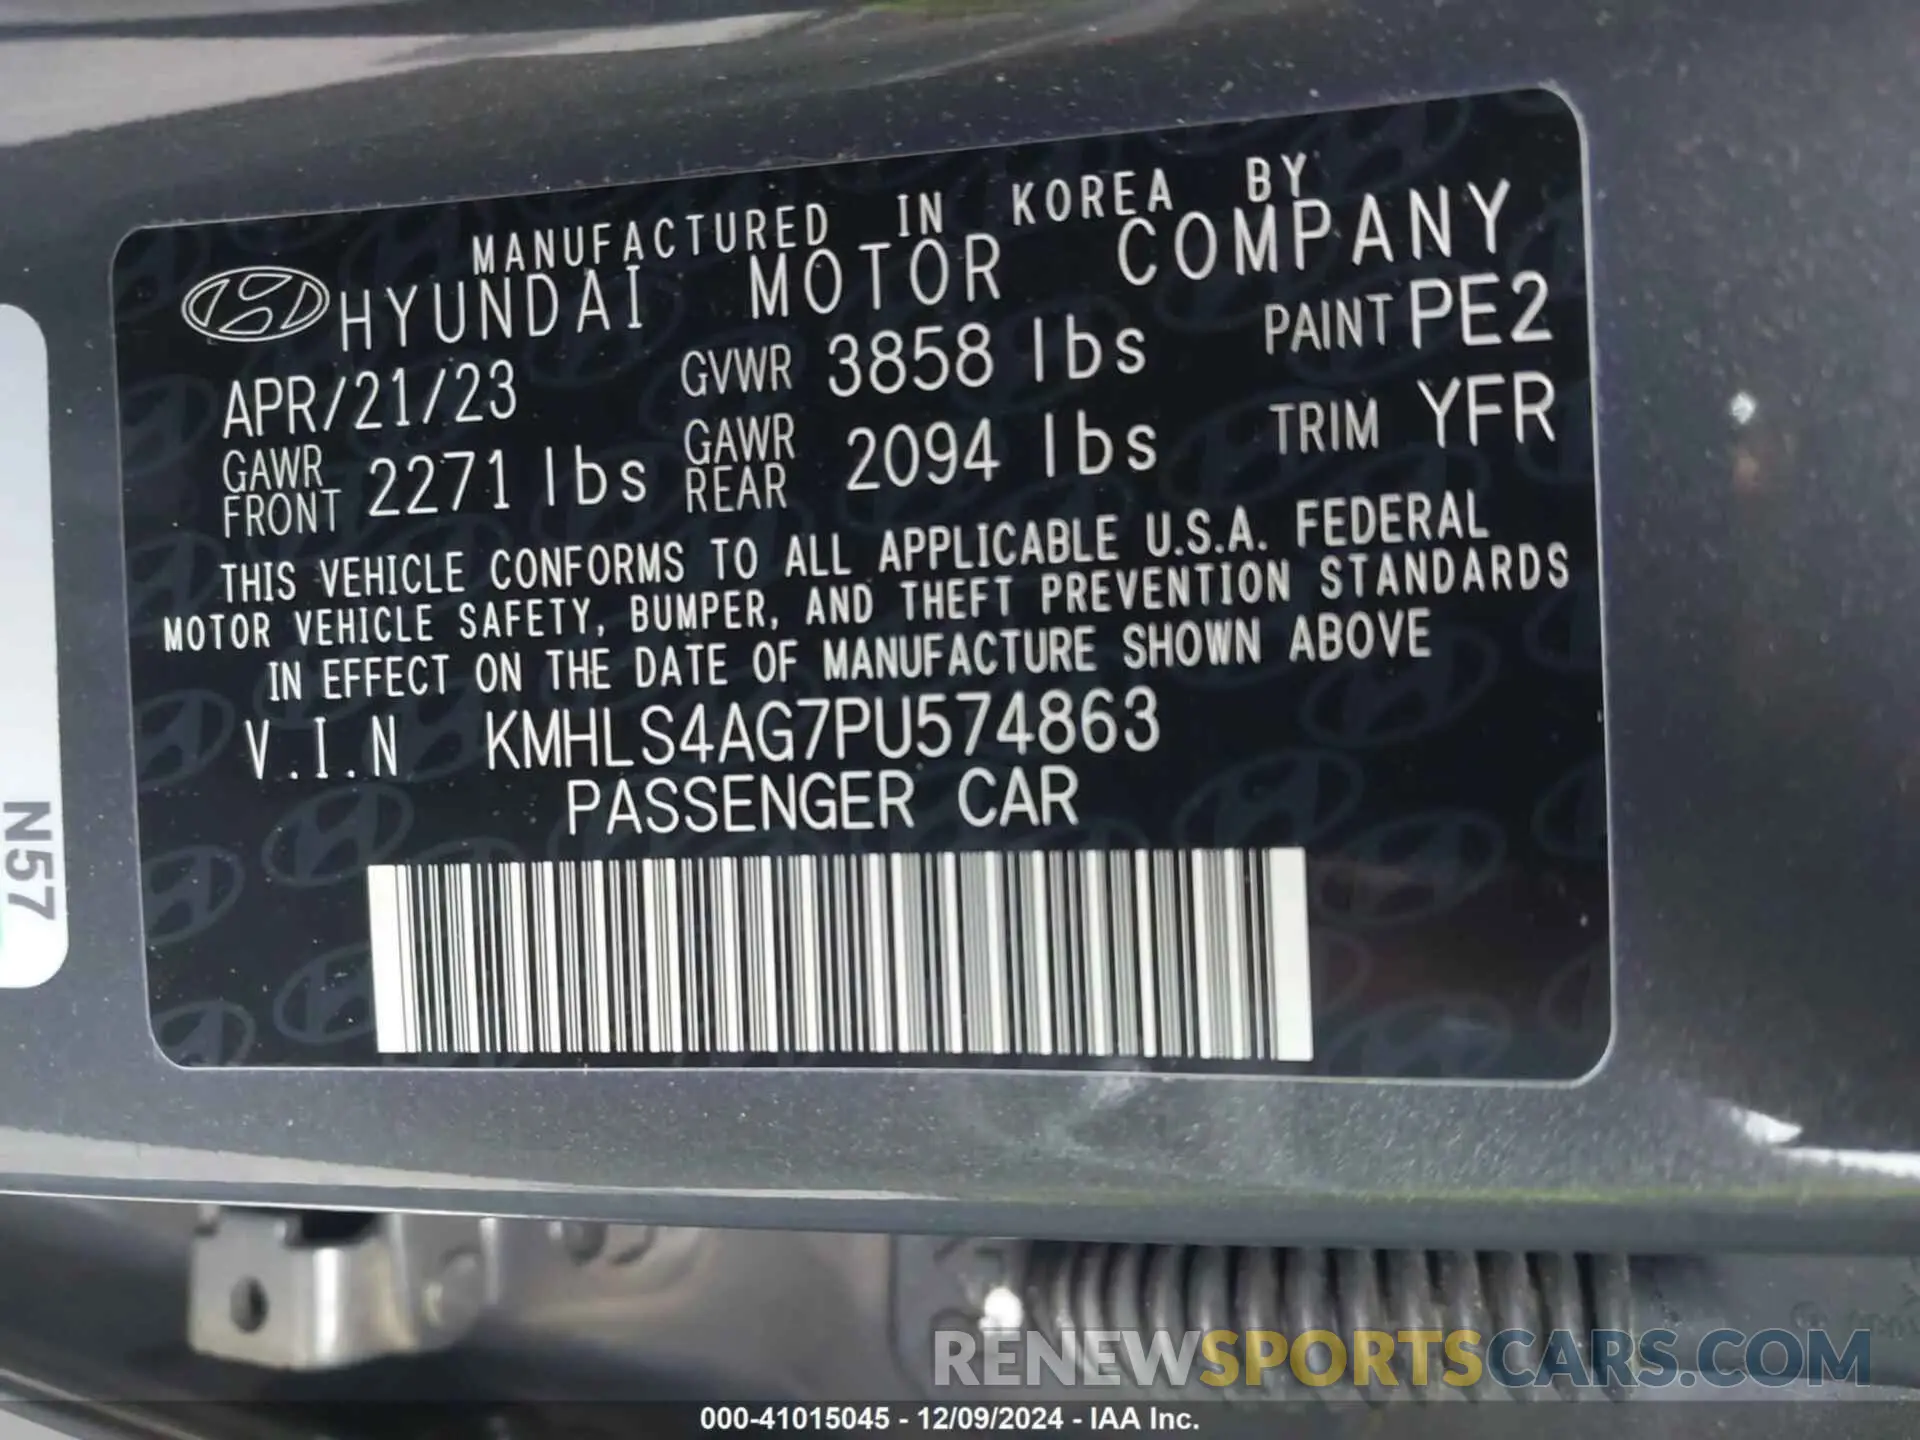 MANUFACTURED IN KOREA BY
HYUNDAI MOTOR COMPANY
APR/21/23 GVWR 3858 lbs PAINT PE2
GAWR FRONT 2271 lbs GAWR REAR 2094 lbs TRIM YFR
THIS VEHICLE CONFORMS TO ALL APPLICABLE U.S.A. FEDERAL
MOTOR VEHICLE SAFETY, BUMPER, AND THEFT PREVENTION STANDARDS
IN EFFECT ON THE DATE OF MANUFACTURE SHOWN ABOVE
V.I.N KMHLS4AG7PU574863
PASSENGER CAR
N57
RENEWSPORTSCARS.COM
000-41015045 - 12/09/2024 - IAA Inc.